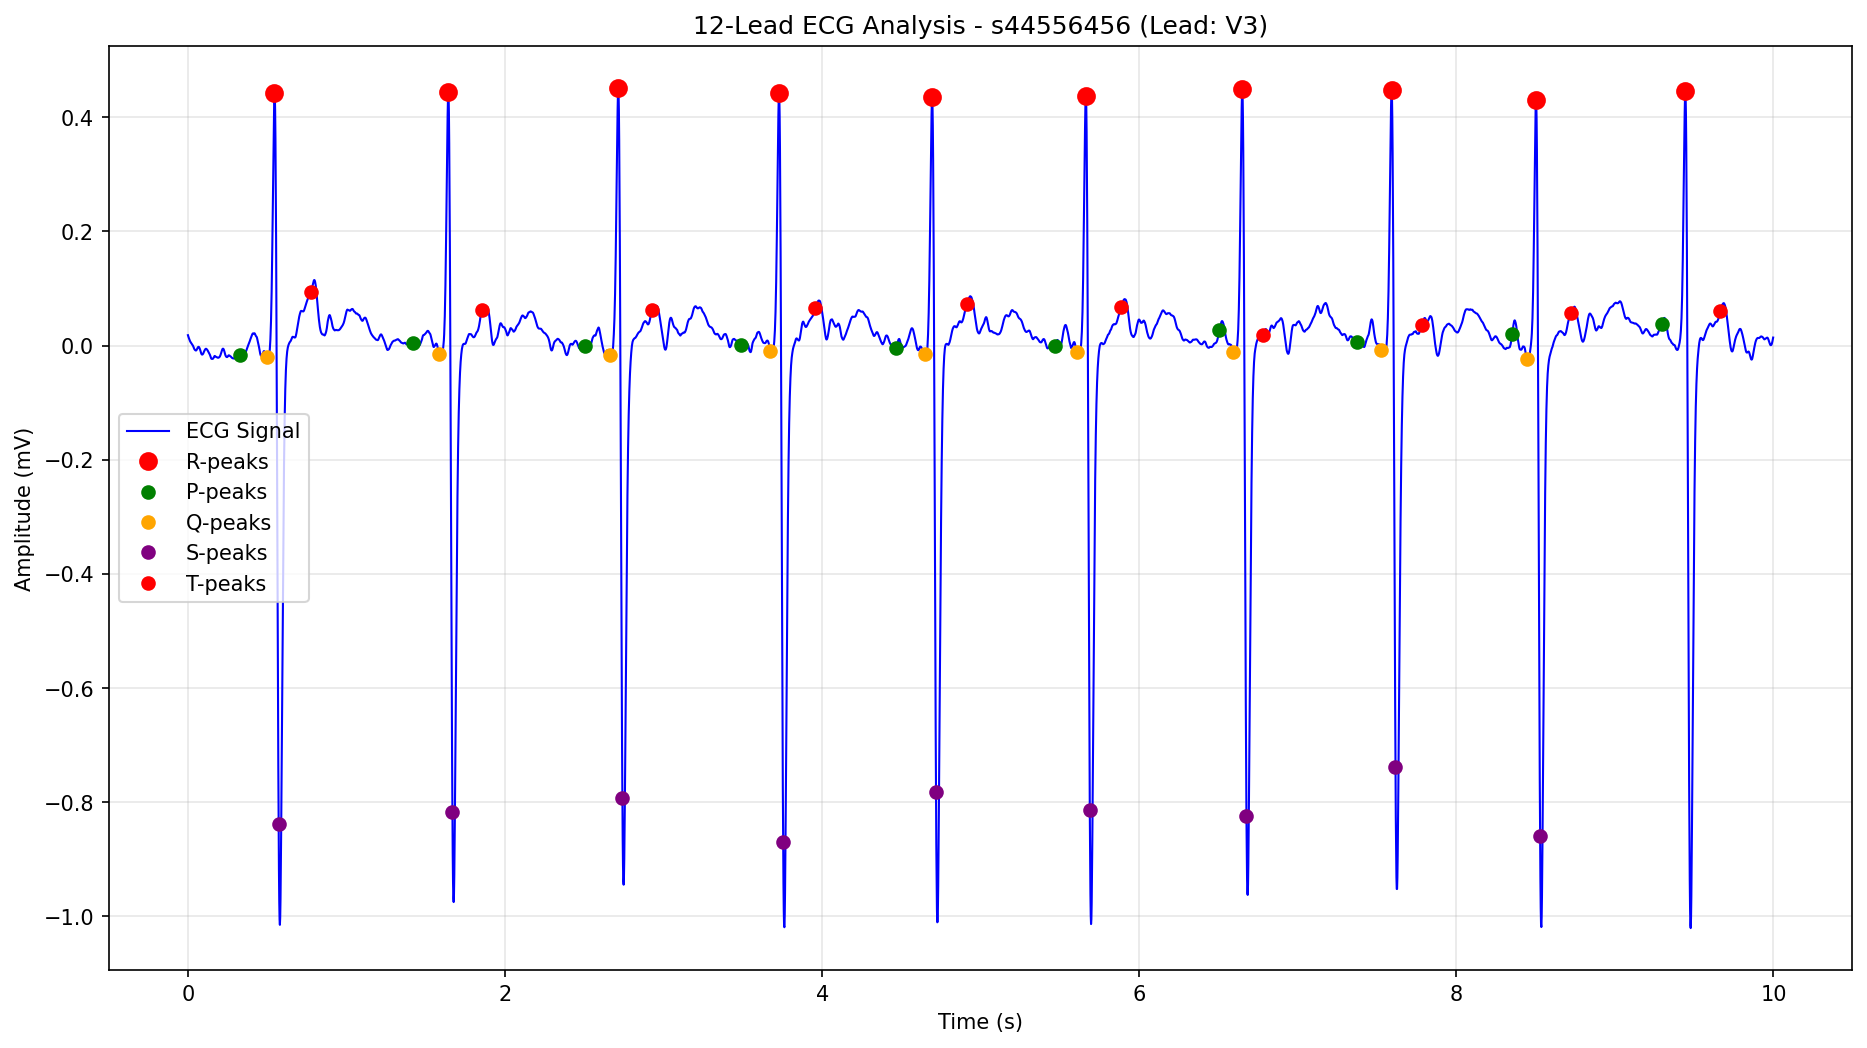 12-Lead ECG Analysis - s44556456 (Lead: V3)
Amplitude (mV)
0.4
0.2
0.0
−0.2
−0.4
−0.6
−0.8
−1.0
ECG Signal
R-peaks
P-peaks
Q-peaks
S-peaks
T-peaks
0 2 4 6 8 10
Time (s)